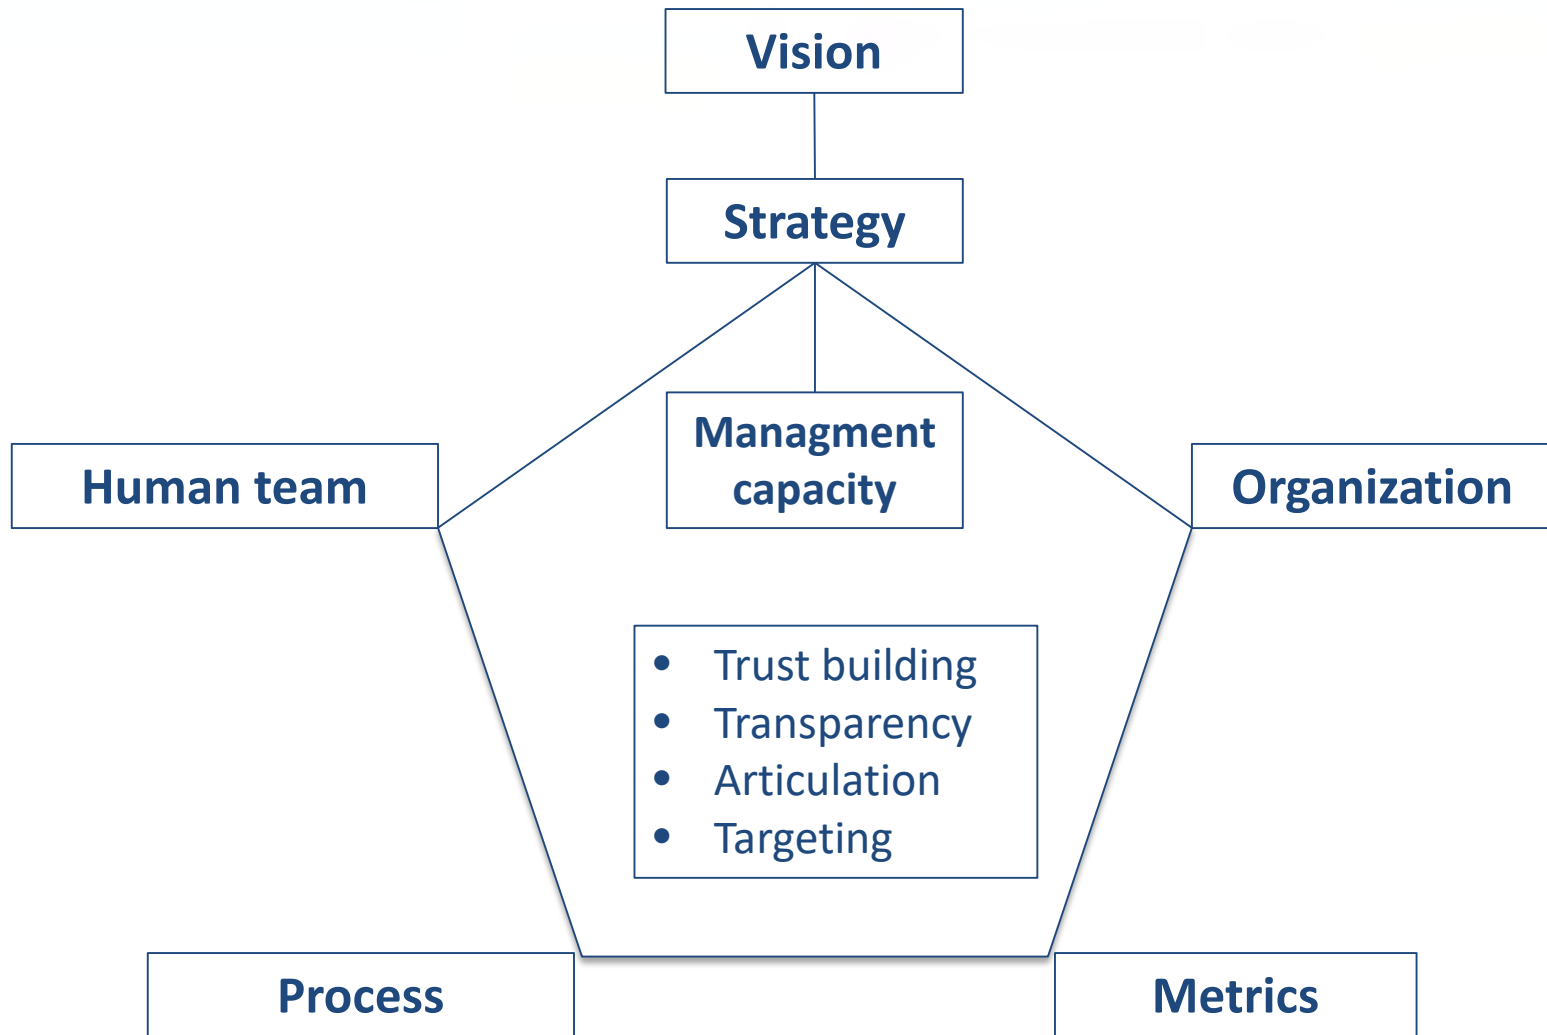 Vision
Strategy
Managment
capacity
Human team
Organization
• Trust building
• Transparency
• Articulation
• Targeting
Process
Metrics